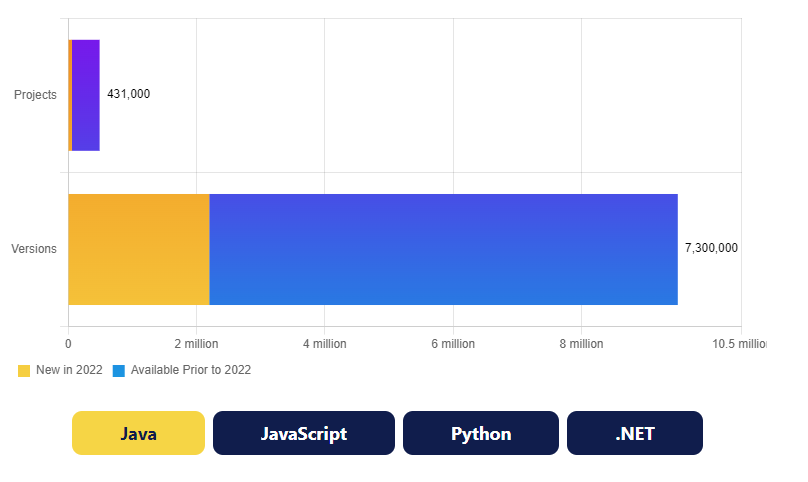 Projects
431,000
Versions
7,300,000
0 2 million 4 million 6 million 8 million 10.5 millio
New in 2022 Available Prior to 2022
Java JavaScript Python .NET